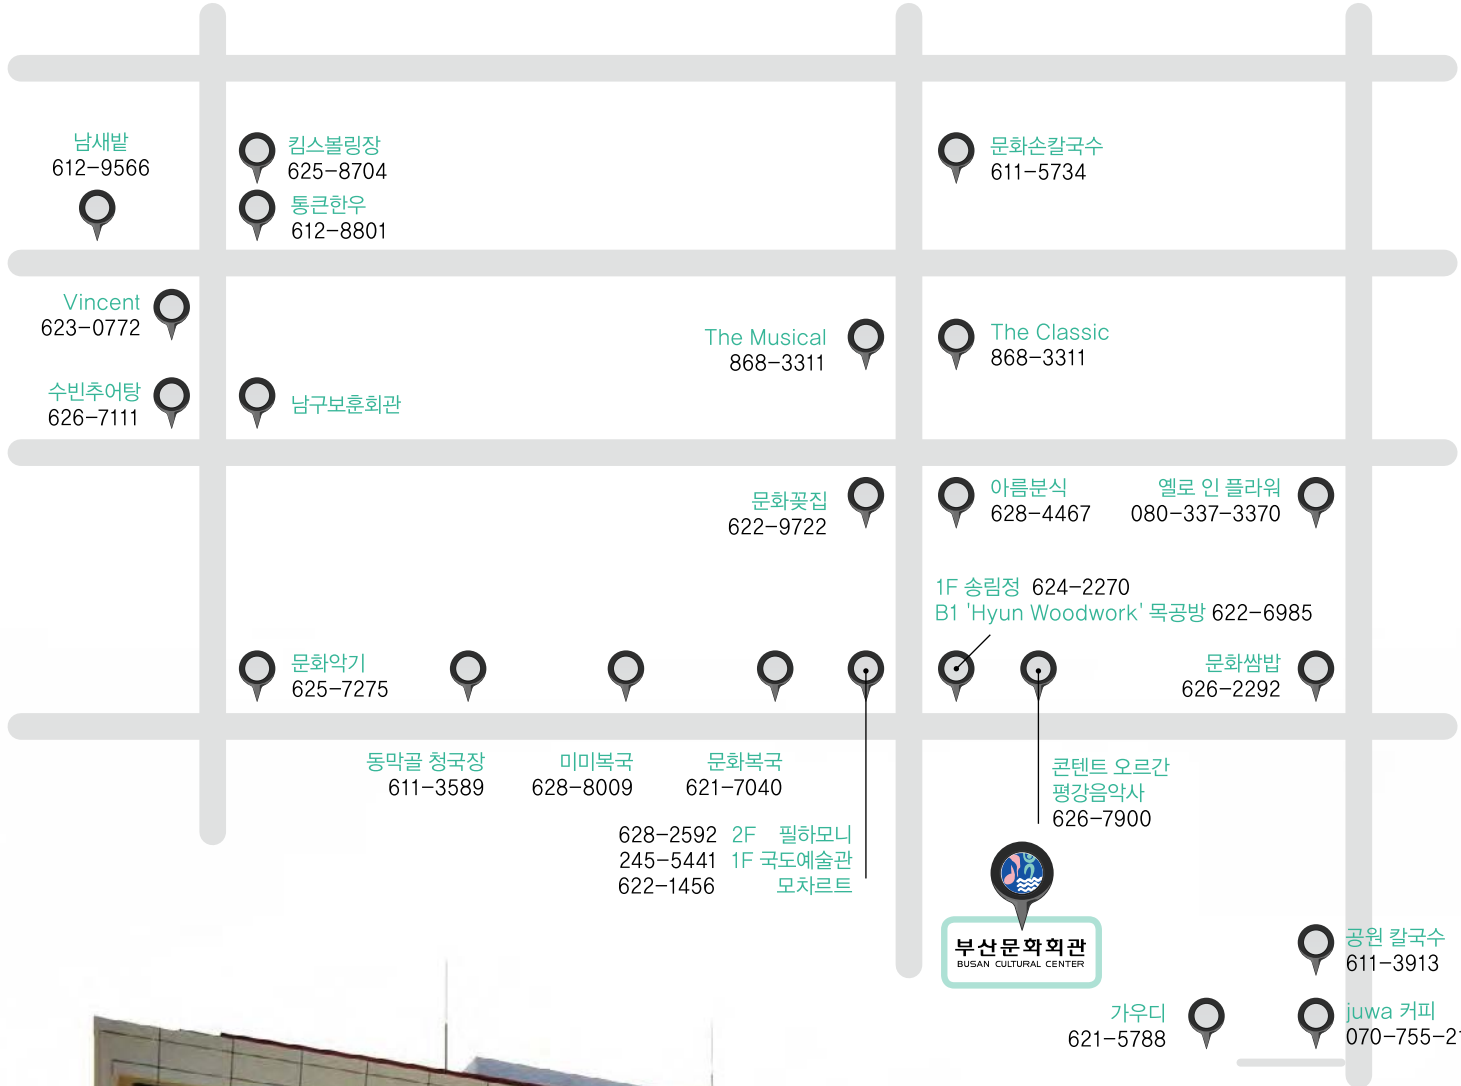 남새밭
612-9566
킴스볼링장
625-8704
통큰한우
612-8801
문화손칼국수
611-5734
Vincent
623-0772
수빈추어탕
626-7111
남구보훈회관
The Musical
868-3311
The Classic
868-3311
문화꽃집
622-9722
아름분식
628-4467
옐로 인 플라워
080-337-3370
1F 송림정 624-2270
B1 'Hyun Woodwork' 목공방 622-6985
문화악기
625-7275
문화쌈밥
626-2292
동막골 청국장
611-3589
미미복국
628-8009
문화복국
621-7040
628-2592 2F 필하모니
245-5441 1F 국도예술관
622-1456 모차르트
콘텐트 오르간
평강음악사
626-7900
부산문화회관
BUSAN CULTURAL CENTER
공원 칼국수
611-3913
가우디
621-5788
juwa 커피
070-755-21